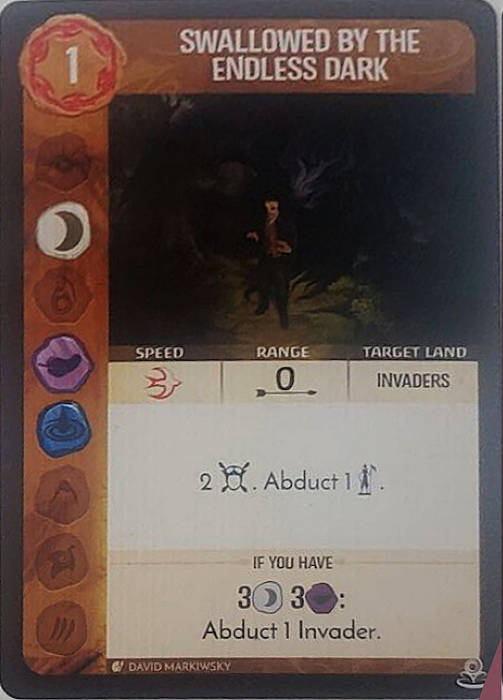 1
SWALLOWED BY THE
ENDLESS DARK
SPEED RANGE TARGET LAND
0 INVADERS
2 . Abduct 1 .
IF YOU HAVE
3 3 :
Abduct 1 Invader.
DAVID MARKIWSKY